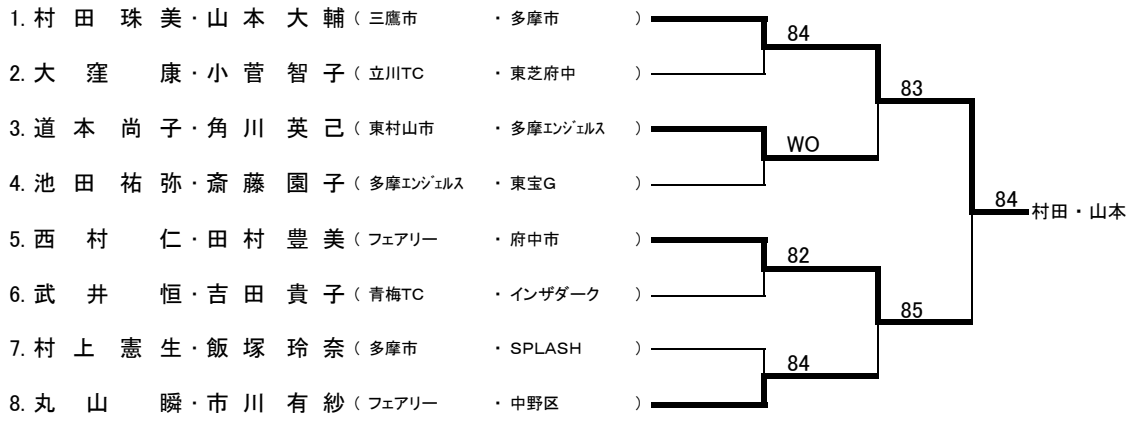 1. 村 田 珠 美 ・ 山 本 大 輔 ( 三鷹市 ・ 多摩市 )
84
2. 大 窪 康 ・ 小 菅 智 子 ( 立川TC ・ 東芝府中 )
83
3. 道 本 尚 子 ・ 角 川 英 己 ( 東村山市 ・ 多摩エンジェルス )
WO
4. 池 田 祐 弥 ・ 斎 藤 園 子 ( 多摩エンジェルス ・ 東宝G )
84 村田・山本
5. 西 村 仁 ・ 田 村 豊 美 ( フェアリー ・ 府中市 )
82
6. 武 井 恒 ・ 吉 田 貴 子 ( 青梅TC ・ インザダーク )
85
7. 村 上 憲 生 ・ 飯 塚 玲 奈 ( 多摩市 ・ SPLASH )
84
8. 丸 山 瞬 ・ 市 川 有 紗 ( フェアリー ・ 中野区 )